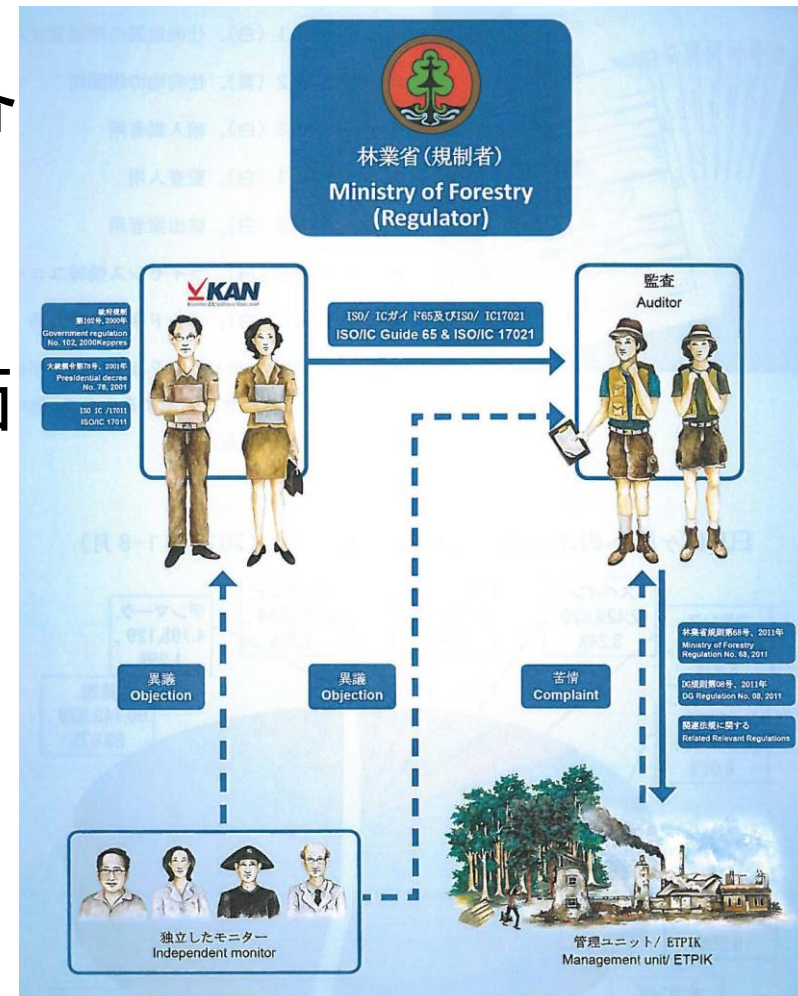 介
面
林業省(規制者)
Ministry of Forestry
(Regulator)
KAN
政府規制
第102号, 2000年
Government regulation
No. 102, 2000Keppres
大統領令第78号、2001年
Presidential decree
No. 78, 2001
ISO IC /17011
ISO/IC 17011
ISO/ ICガイド65及びISO/ IC17021
ISO/IC Guide 65 & ISO/IC 17021
監査
Auditor
異議
Objection
異議
Objection
苦情
Complaint
林業省規則第68号、2011年
Ministry of Forestry
Regulation No. 68, 2011
DG規則第08号、2011年
DG Regulation No. 08, 2011
関連法規に関する
Related Relevant Regulations
独立したモニター
Independent monitor
管理ユニット/ ETPIK
Management unit/ ETPIK